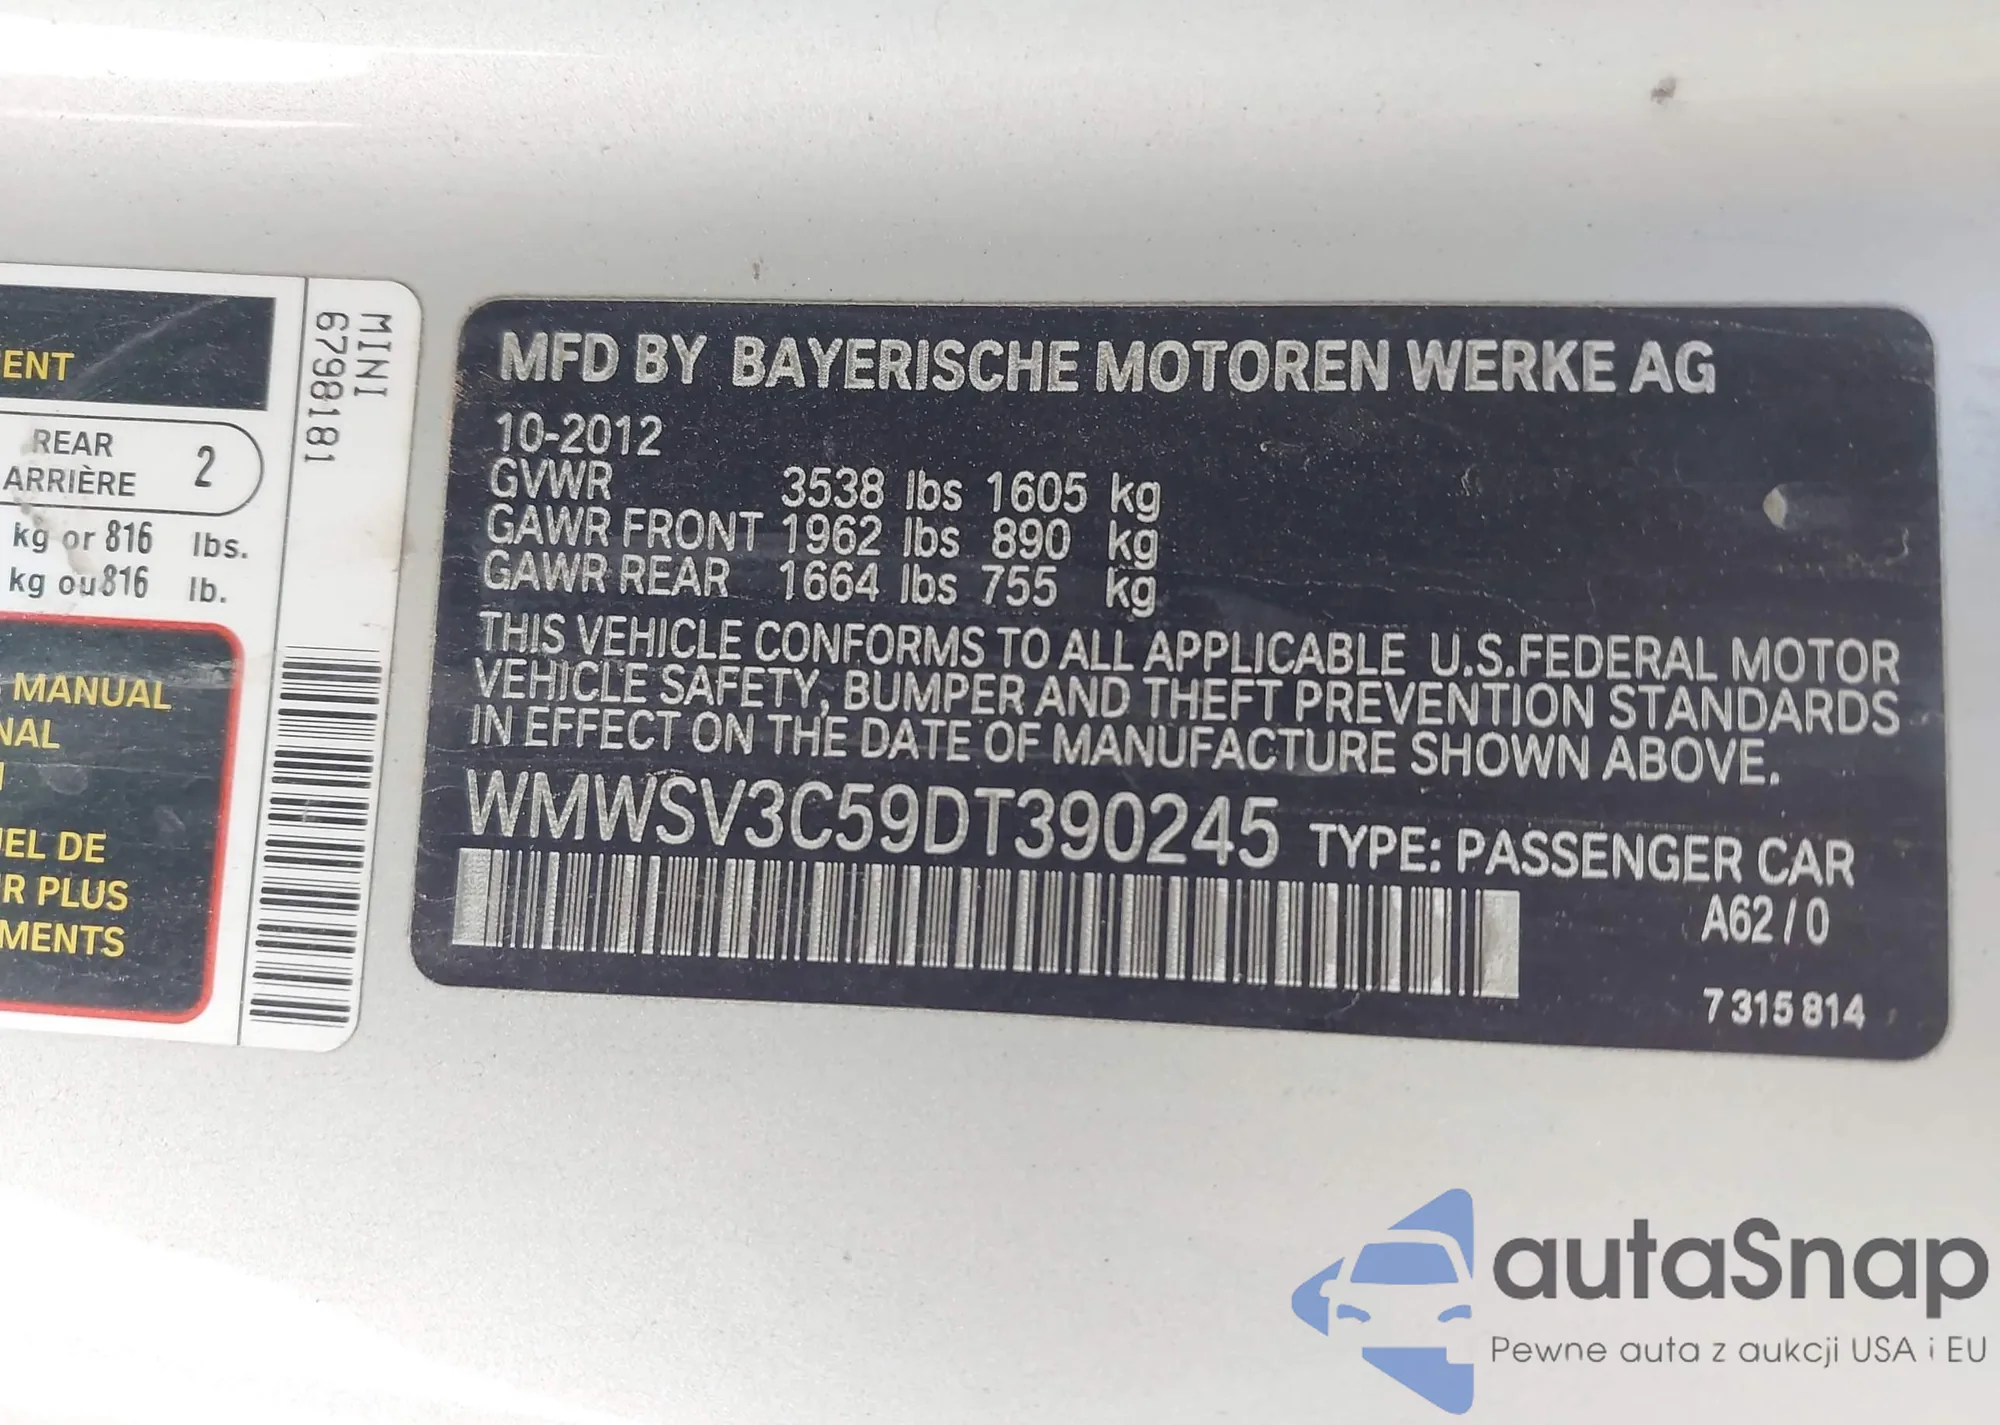 ENT
REAR
ARRIÈRE 2
kg or 816 lbs.
kg ou 816 lb.
MANUAL
NAL
EL DE
R PLUS
MENTS
MINI
6798181
MFD BY BAYERISCHE MOTOREN WERKE AG
10-2012
GVWR 3538 lbs 1605 kg
GAWR FRONT 1962 lbs 890 kg
GAWR REAR 1664 lbs 755 kg
THIS VEHICLE CONFORMS TO ALL APPLICABLE U.S.FEDERAL MOTOR
VEHICLE SAFETY, BUMPER AND THEFT PREVENTION STANDARDS
IN EFFECT ON THE DATE OF MANUFACTURE SHOWN ABOVE.
WMWSV3C59DT390245 TYPE: PASSENGER CAR
A62 / 0
7 315 814
autaSnap
Pewne auta z aukcji USA i EU